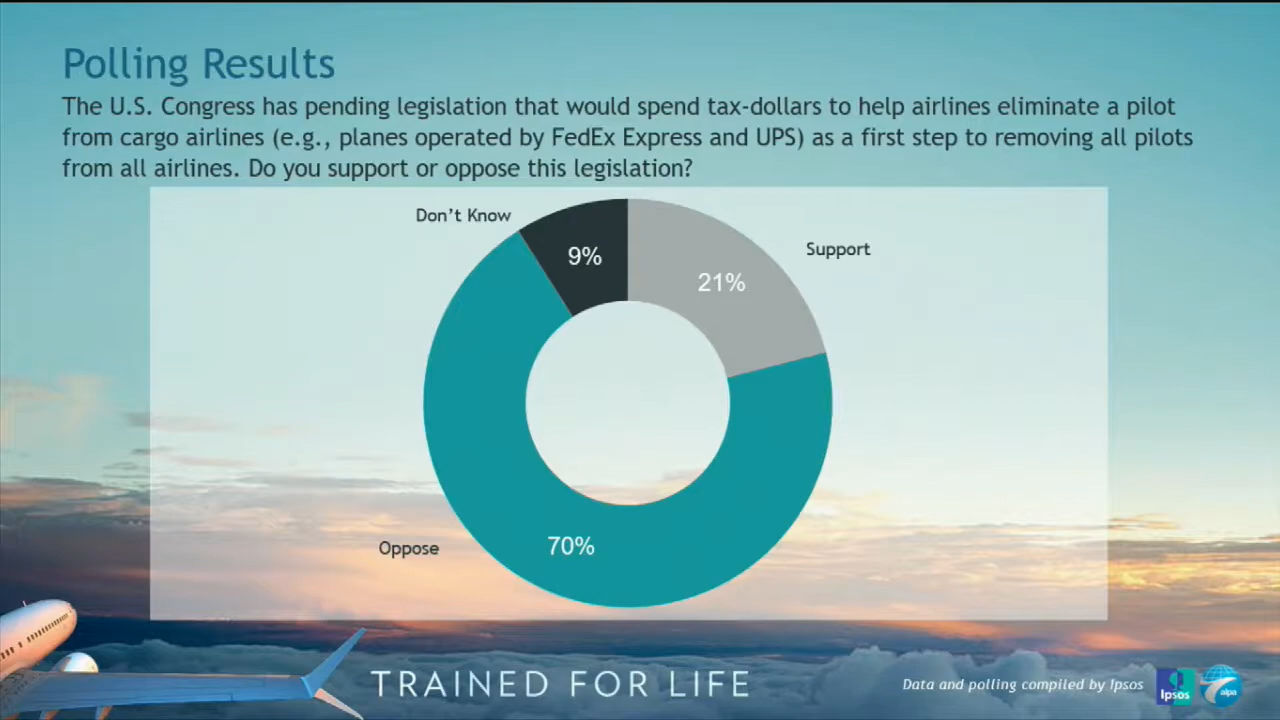 Polling Results
The U.S. Congress has pending legislation that would spend tax-dollars to help airlines eliminate a pilot
from cargo airlines (e.g., planes operated by FedEx Express and UPS) as a first step to removing all pilots
from all airlines. Do you support or oppose this legislation?
Don't Know
9%
Support
21%
Oppose
70%
TRAINED FOR LIFE
Data and polling compiled by Ipsos
Ipsos
alpa